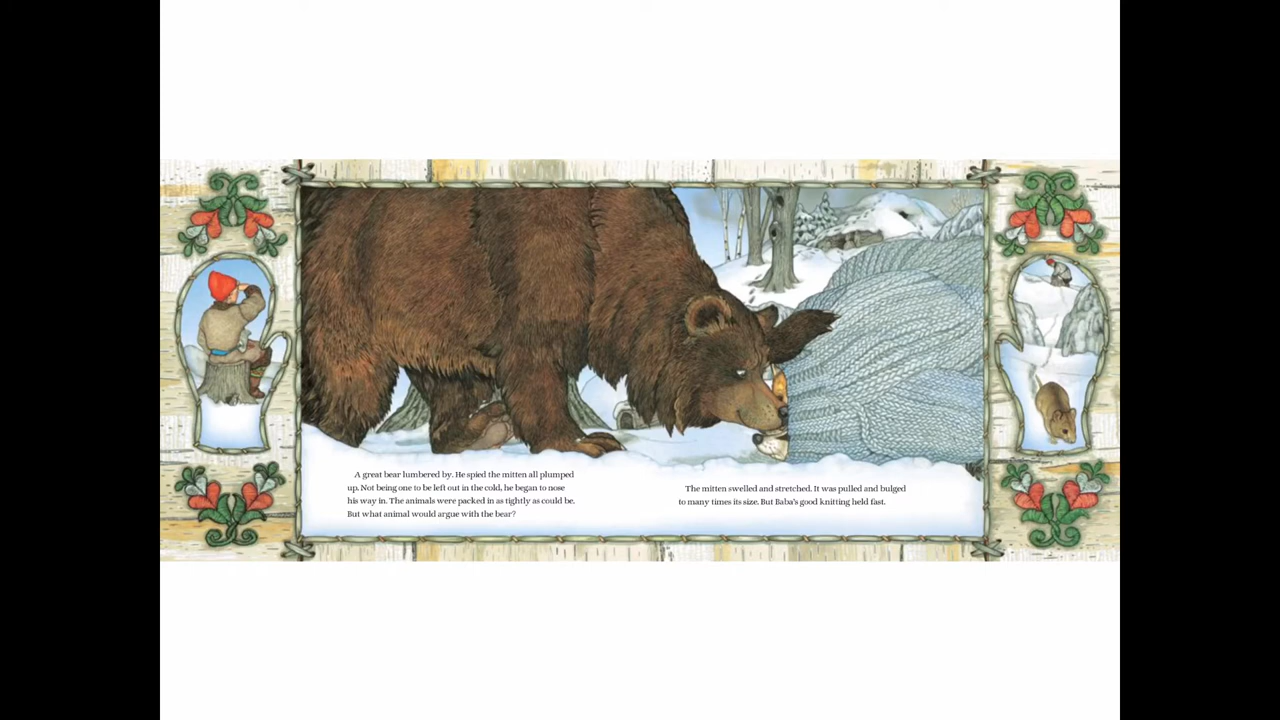 A great bear lumbered by. He spied the mitten all plumped
up. Not being one to be left out in the cold, he began to nose
his way in. The animals were packed in as tightly as could be.
But what animal would argue with the bear?
The mitten swelled and stretched. It was pulled and bulged
to many times its size. But Baba's good knitting held fast.